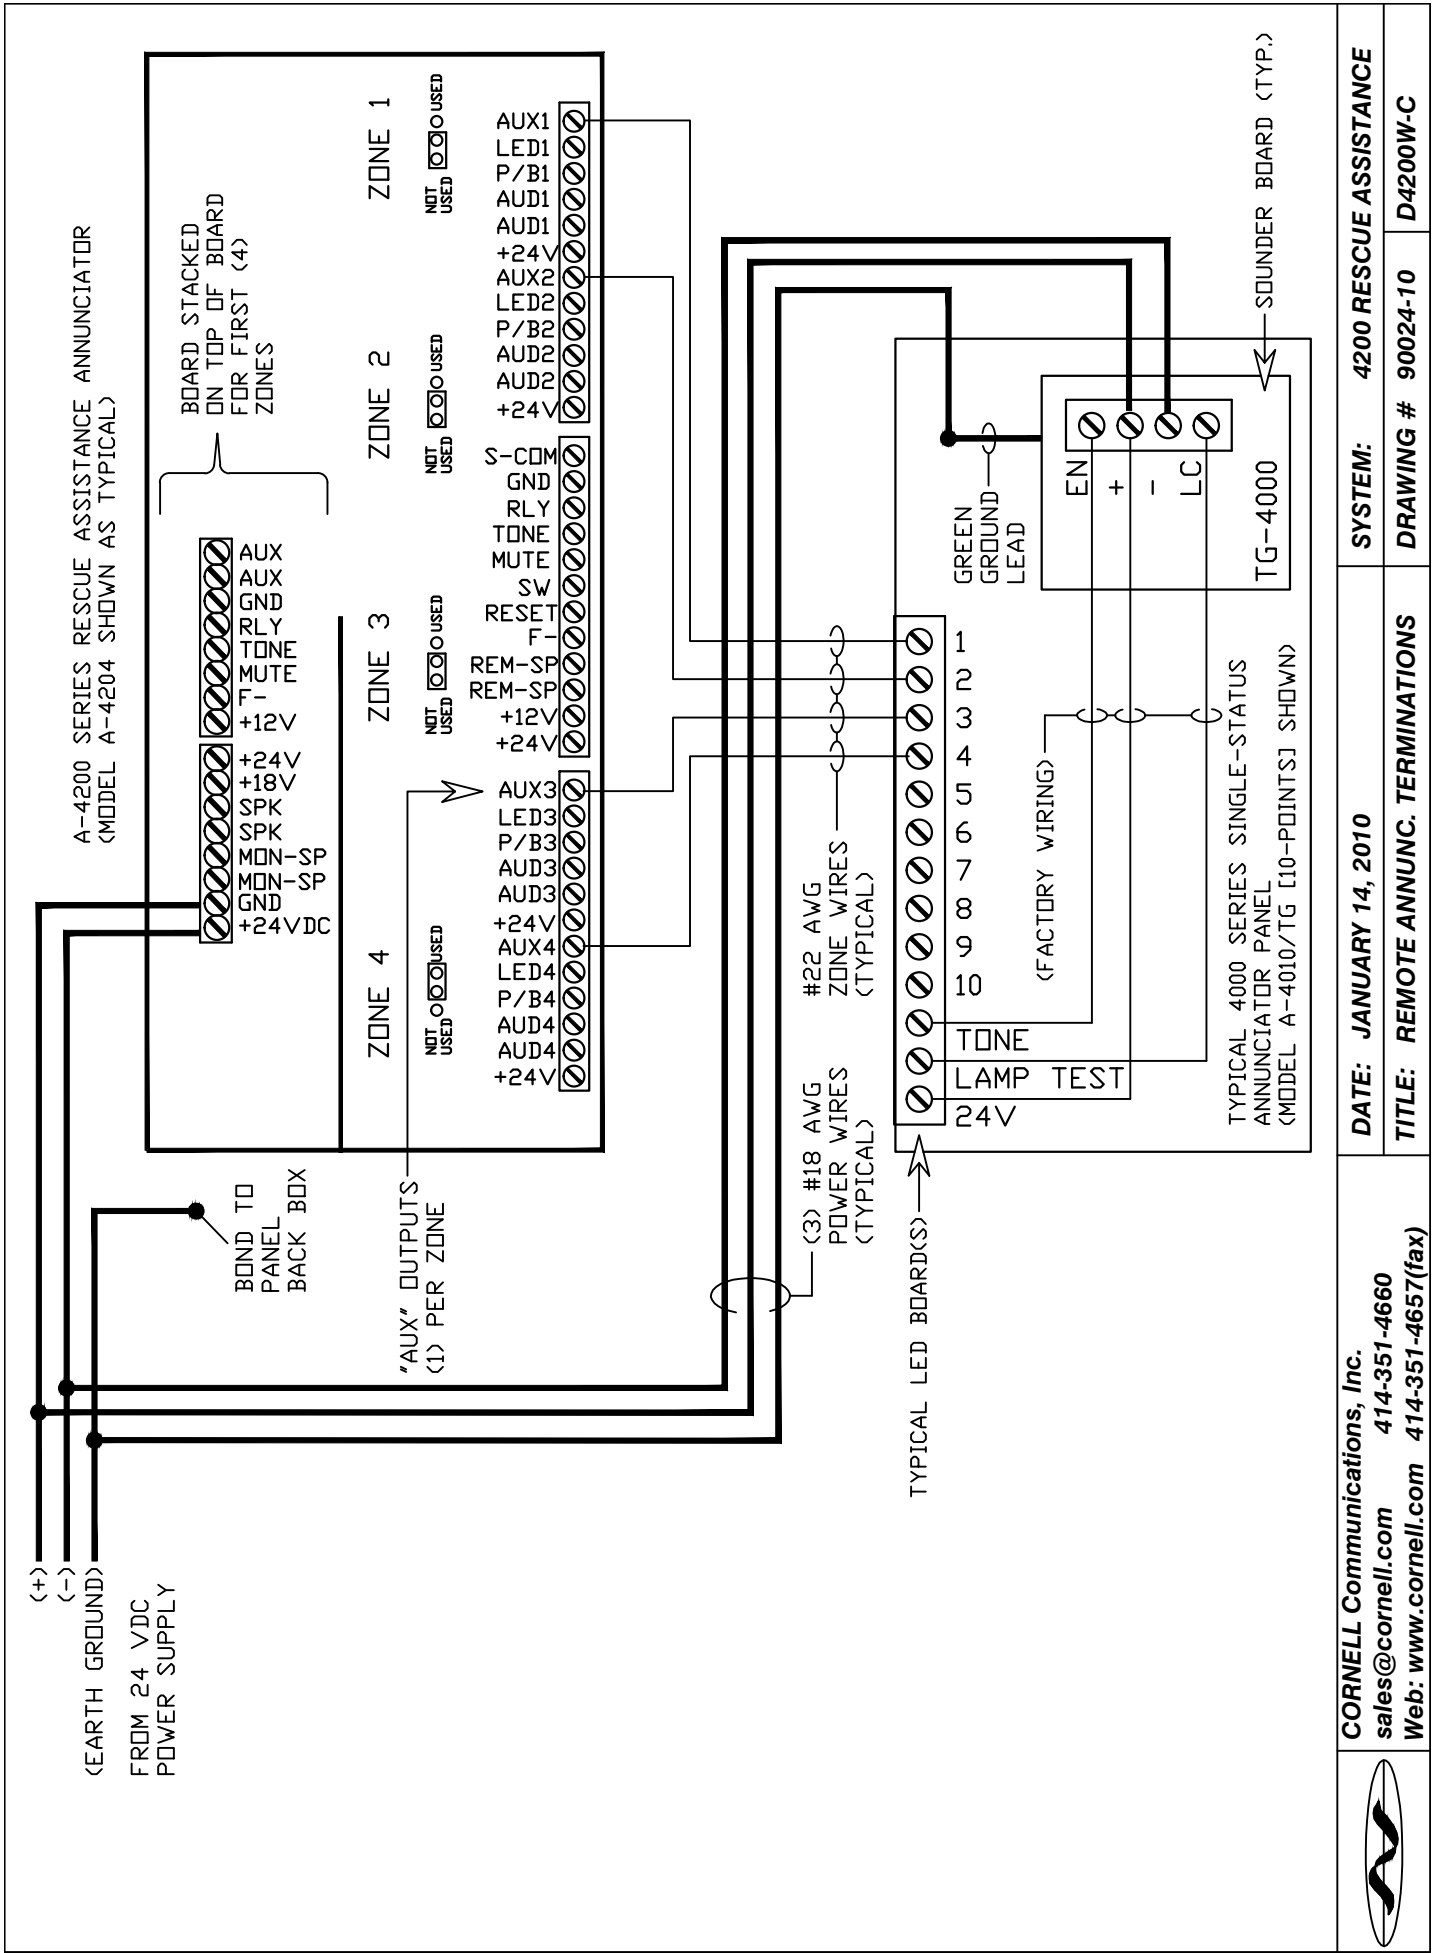 (+)
(-)
(EARTH GROUND)
FROM 24 VDC
POWER SUPPLY
A-4200 SERIES RESCUE ASSISTANCE ANNUNCIATOR
(MODEL A-4204 SHOWN AS TYPICAL)
BOND TO
PANEL
BACK BOX
BOARD STACKED
ON TOP OF BOARD
FOR FIRST (4)
ZONES
+24VDC
GND
MON-SP
MON-SP
SPK
SPK
+18V
+24V
+12V
F-
MUTE
TONE
RLY
GND
AUX
AUX
ZONE 4
ZONE 3
ZONE 2
ZONE 1
NOT
USED
USED
NOT
USED
USED
NOT
USED
USED
NOT
USED
USED
"AUX" OUTPUTS
(1) PER ZONE
+24V
AUD4
AUD4
P/B4
LED4
AUX4
+24V
AUD3
AUD3
P/B3
LED3
AUX3
+24V
+12V
REM-SP
REM-SP
F-
RESET
SW
MUTE
TONE
RLY
GND
S-COM
+24V
AUD2
AUD2
P/B2
LED2
AUX2
+24V
AUD1
AUD1
P/B1
LED1
AUX1
(3) #18 AWG
POWER WIRES
(TYPICAL)
#22 AWG
ZONE WIRES
(TYPICAL)
TYPICAL LED BOARD(S)
24V
LAMP TEST
TONE
10
9
8
7
6
5
4
3
2
1
GREEN
GROUND
LEAD
(FACTORY WIRING)
EN
+
-
LC
TG-4000
SOUNDER BOARD (TYP.)
TYPICAL 4000 SERIES SINGLE-STATUS
ANNUNCIATOR PANEL
(MODEL A-4010/TG [10-POINTS] SHOWN)
CORNELL Communications, Inc.
sales@cornell.com 414-351-4660
Web: www.cornell.com 414-351-4657(fax)
DATE: JANUARY 14, 2010
TITLE: REMOTE ANNUNC. TERMINATIONS
SYSTEM: 4200 RESCUE ASSISTANCE
DRAWING # 90024-10 D4200W-C